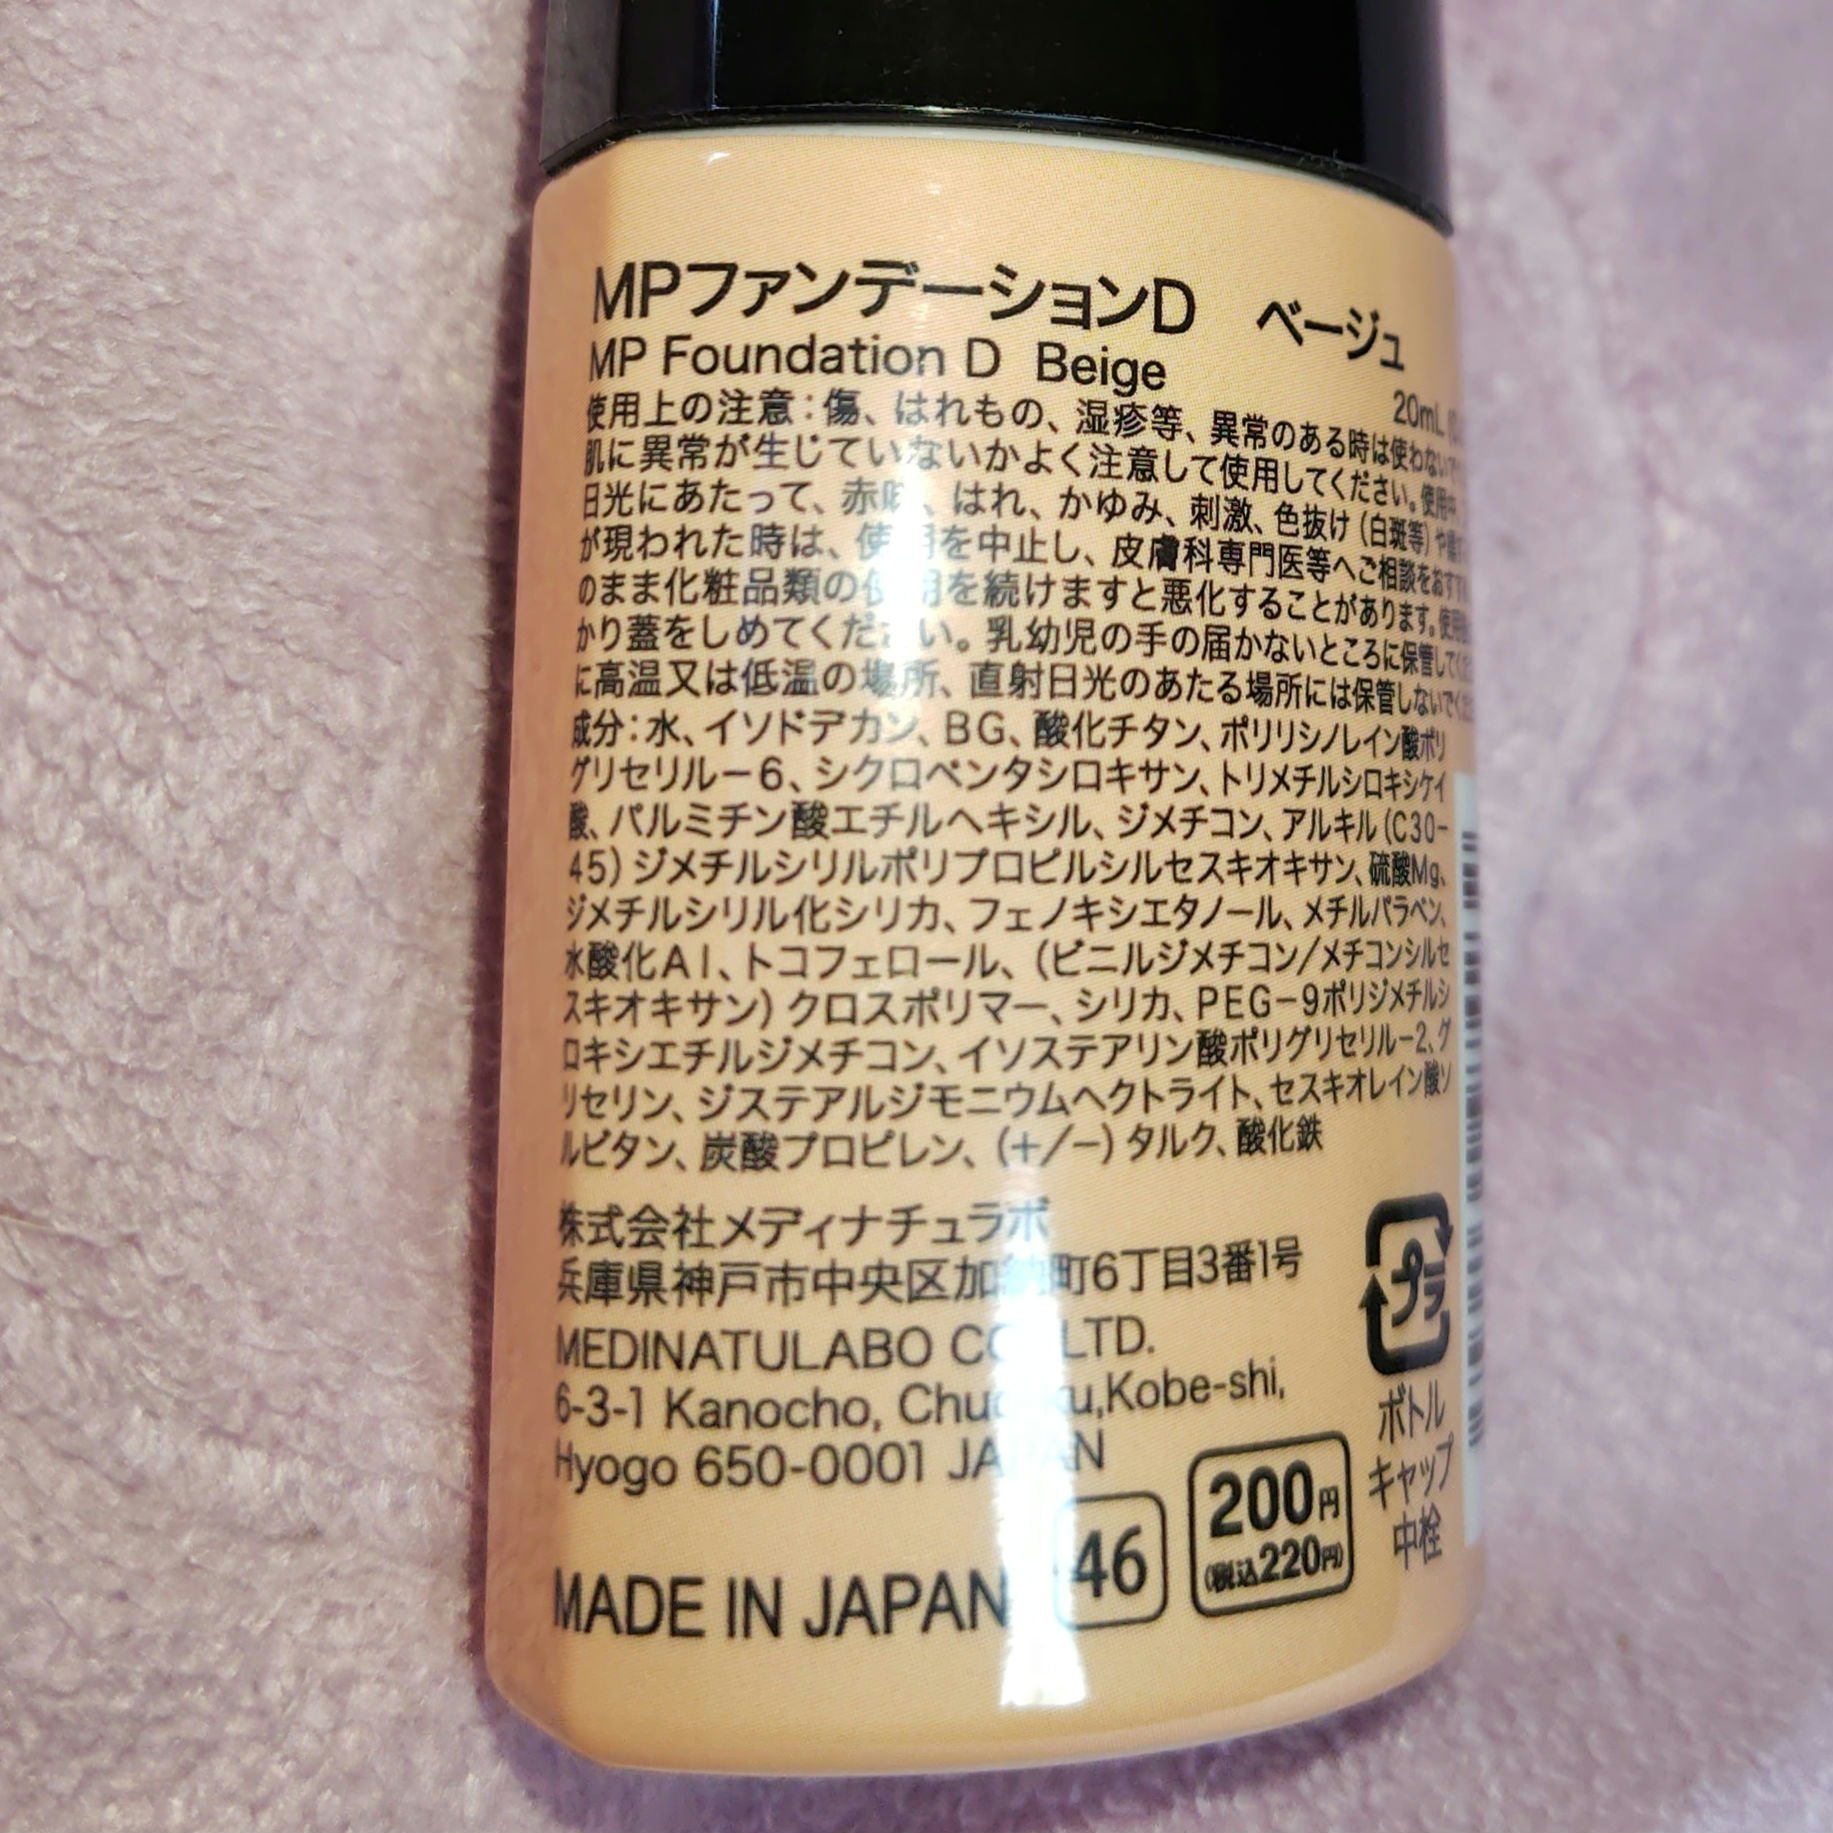 MPファンデーションD ベージュ
MP Foundation D Beige
20mL
使用上の注意：傷、はれもの、湿疹等、異常のある時は使わない
肌に異常が生じていないかよく注意して使用してください。使用中
日光にあたって、赤味、はれ、かゆみ、刺激、色抜け（白斑等）や
が現われた時は、使用を中止し、皮膚科専門医等へご相談をおすすめ
のまま化粧品類の使用を続けますと悪化することがあります。使用後
かり蓋をしめてください。乳幼児の手の届かないところに保管して
に高温又は低温の場所、直射日光のあたる場所には保管しないで
成分：水、イソドデカン、BG、酸化チタン、ポリリシノレイン酸ポリ
グリセリル－6、シクロペンタシロキサン、トリメチルシロキシケイ
酸、パルミチン酸エチルヘキシル、ジメチコン、アルキル（C30－
45）ジメチルシリルポリプロピルシルセスキオキサン、硫酸Mg、
ジメチルシリル化シリカ、フェノキシエタノール、メチルパラベン、
水酸化Al、トコフェロール、（ビニルジメチコン/メチコンシルセ
スキオキサン）クロスポリマー、シリカ、PEG－9ポリジメチルシ
ロキシエチルジメチコン、イソステアリン酸ポリグリセリル－2、グ
リセリン、ジステアルジモニウムヘクトライト、セスキオレイン酸ソ
ルビタン、炭酸プロピレン、（＋/－）タルク、酸化鉄
株式会社メディナチュラボ
兵庫県神戸市中央区加納町6丁目3番1号
MEDINATULABO CO LTD.
6-3-1 Kanocho, Chuo-ku,Kobe-shi,
Hyogo 650-0001 JAPAN
MADE IN JAPAN
46
200円
(税込220円)
プラ
ボトル
キャップ
中栓